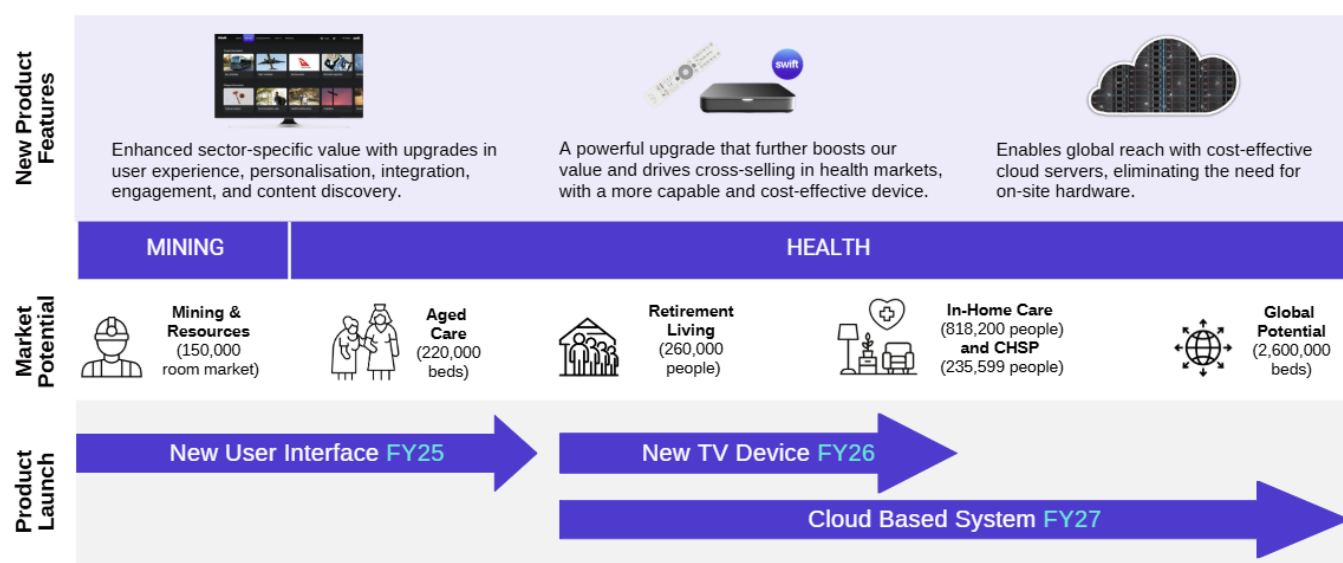 New Product
Features
swift
Enhanced sector-specific value with upgrades in
user experience, personalisation, integration,
engagement, and content discovery.
A powerful upgrade that further boosts our
value and drives cross-selling in health markets,
with a more capable and cost-effective device.
Enables global reach with cost-effective
cloud servers, eliminating the need for
on-site hardware.
MINING
HEALTH
Market
Potential
Mining &
Resources
(150,000
room market)
Aged
Care
(220,000
beds)
Retirement
Living
(260,000
people)
In-Home Care
(818,200 people)
and CHSP
(235,599 people)
Global
Potential
(2,600,000
beds)
Product
Launch
New User Interface FY25
New TV Device FY26
Cloud Based System FY27